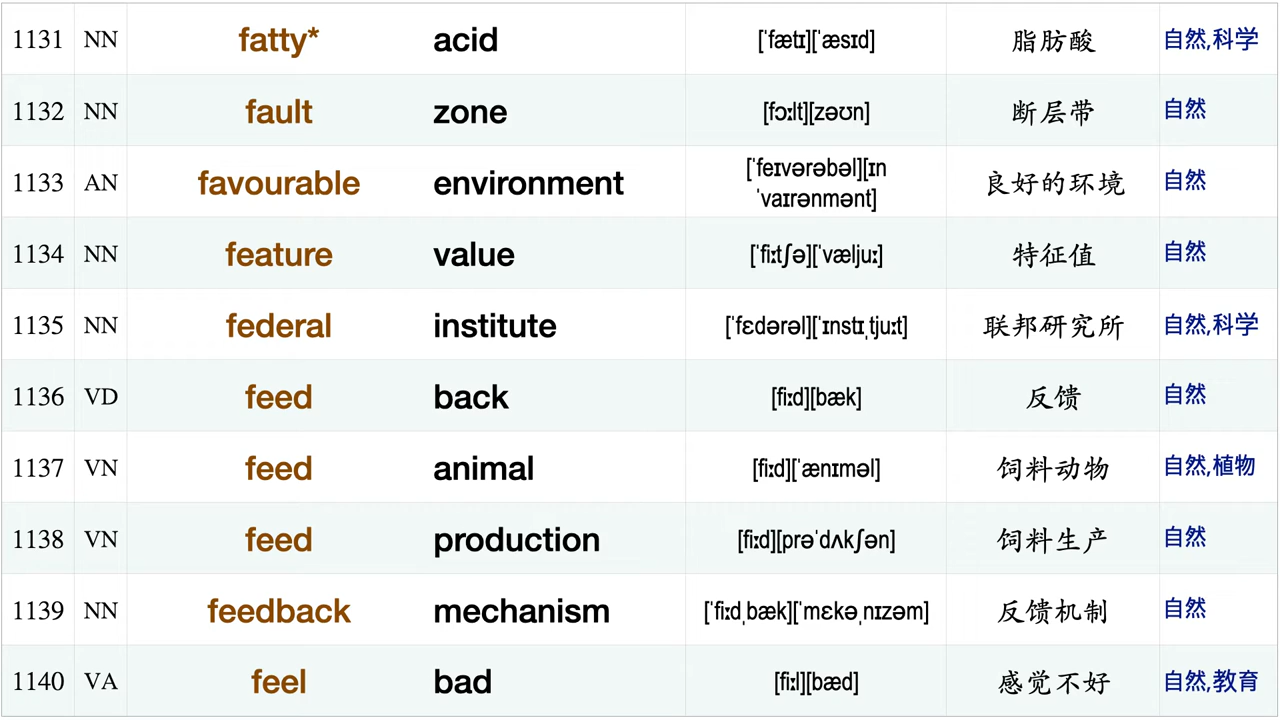 1131 NN fatty* acid [ˈfætɪ][ˈæsɪd] 脂肪酸 自然,科学
1132 NN fault zone [fɔːlt][zəʊn] 断层带 自然
1133 AN favourable environment [ˈfeɪvərəbəl][ɪnˈvaɪrənmənt] 良好的环境 自然
1134 NN feature value [ˈfiːtʃə][ˈvæljuː] 特征值 自然
1135 NN federal institute [ˈfɛdərəl][ˈɪnstɪˌtjuːt] 联邦研究所 自然,科学
1136 VD feed back [fiːd][bæk] 反馈 自然
1137 VN feed animal [fiːd][ˈænɪməl] 饲料动物 自然,植物
1138 VN feed production [fiːd][prəˈdʌkʃən] 饲料生产 自然
1139 NN feedback mechanism [ˈfiːdˌbæk][ˈmɛkəˌnɪzəm] 反馈机制 自然
1140 VA feel bad [fiːl][bæd] 感觉不好 自然,教育